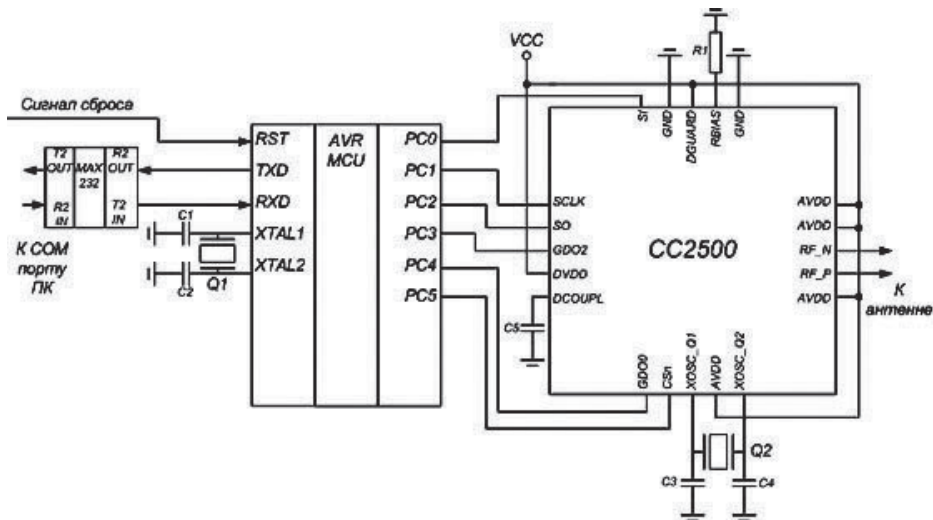 VCC
R1
Сигнал сброса
SI
GND
DGUARD
RBIAS
GND
T2 OUT
MAX 232
R2 OUT
R2 IN
T2 IN
К COM порту ПК
RST
TXD
RXD
XTAL1
XTAL2
C1
C2
Q1
AVR MCU
PC0
PC1
PC2
PC3
PC4
PC5
SCLK
SO
GDO2
DVDD
DCOUPL
C5
CC2500
AVDD
AVDD
RF_N
RF_P
AVDD
К антенне
GDO0
CSn
XOSC_Q1
AVDD
XOSC_Q2
Q2
C3
C4